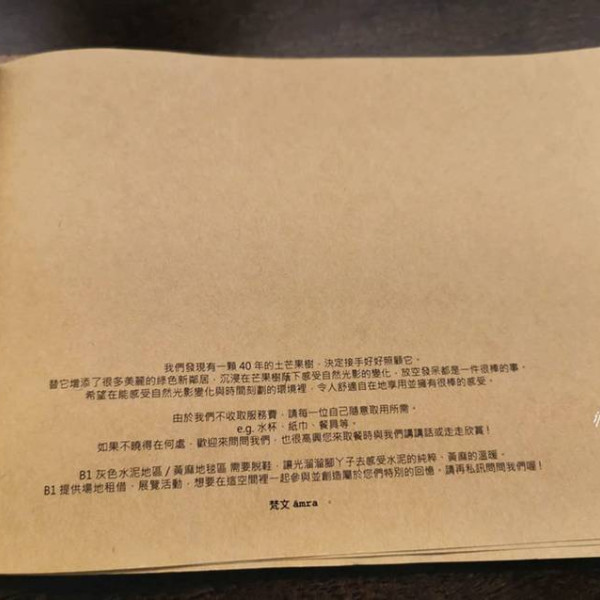 我們發現有一顆 40 年的土芒果樹，決定接手好好照顧它。
替它增添了很多美麗的綠色新鄰居，沉浸在芒果樹蔭下感受自然光影的變化，放空發呆都是一件很棒的事。
希望在能感受自然光影變化與時間刻劃的環境裡，令人舒適自在地享用並擁有很棒的感受。
由於我們不收取服務費，請每一位自己隨意取用所需。
e.g. 水杯、紙巾、餐具等。
如果不曉得在何處，歡迎來問問我們，也很高興您來取餐時與我們講講話或走走欣賞！
B1 灰色水泥地區 / 黃麻地毯區 需要脫鞋，讓光溜溜腳丫子去感受水泥的純粹、黃麻的溫暖。
B1 提供場地租借、展覽活動，想要在這空間裡一起參與並創造屬於您們特別的回憶。請再私訊問問我們喔！
梵文 āmra